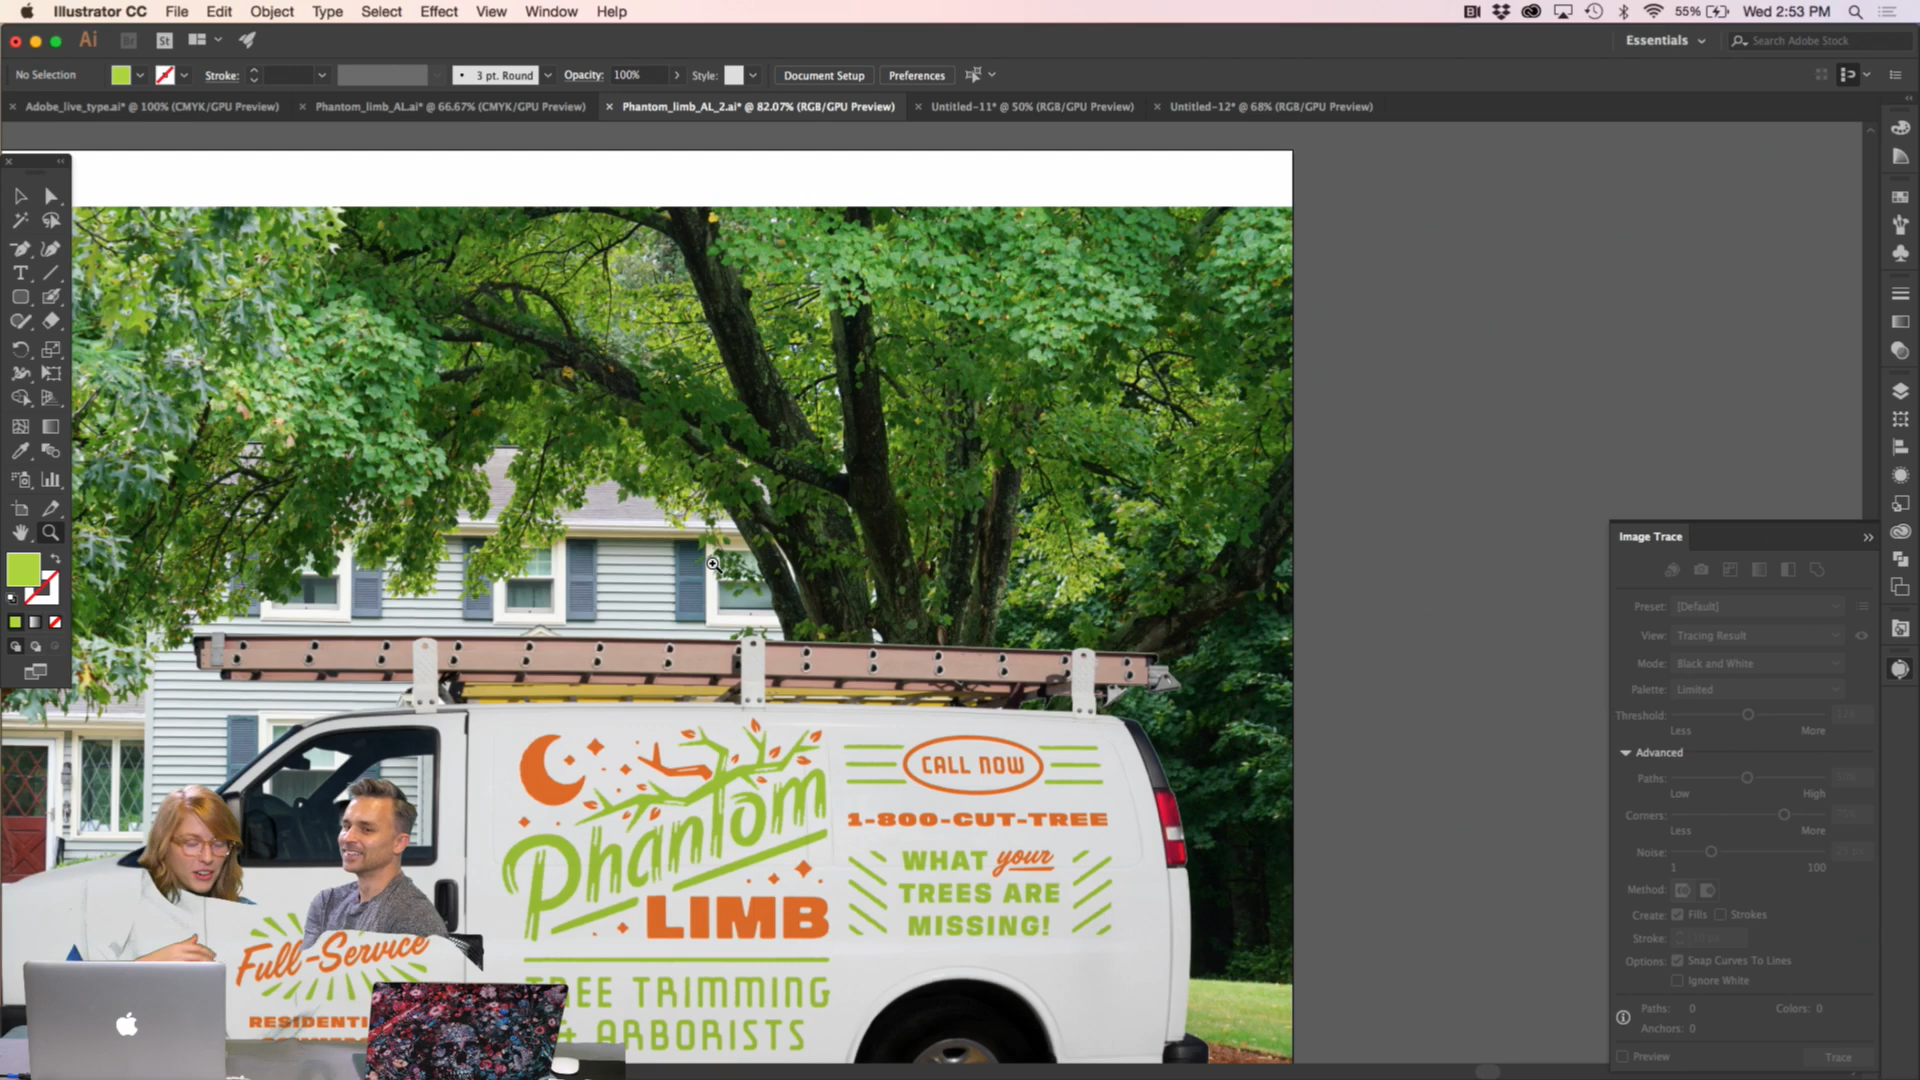 Illustrator CC File Edit Object Type Select Effect View Window Help
55% Wed 2:53 PM
Ai Br St
Essentials
Search Adobe Stock
No Selection
Stroke:
3 pt. Round
Opacity: 100%
Style:
Document Setup
Preferences
Adobe_live_type.ai* @ 100% (CMYK/GPU Preview)
Phantom_limb_AL.ai* @ 66.67% (CMYK/GPU Preview)
Phantom_limb_AL_2.ai* @ 82.07% (RGB/GPU Preview)
Untitled-11* @ 50% (RGB/GPU Preview)
Untitled-12* @ 68% (RGB/GPU Preview)
Image Trace
Preset: [Default]
View: Tracing Result
Mode: Black and White
Palette: Limited
Threshold:
Less More
Advanced
Paths:
Low High
Corners:
Less More
Noise:
1 100
Method:
Create: Fills Strokes
Stroke:
Options: Snap Curves To Lines
Ignore White
Paths: 0 Colors: 0
Anchors: 0
Preview Trace
Phantom
LIMB
TREE TRIMMING
& ARBORISTS
CALL NOW
1-800-CUT-TREE
WHAT your
TREES ARE
MISSING!
Full-Service